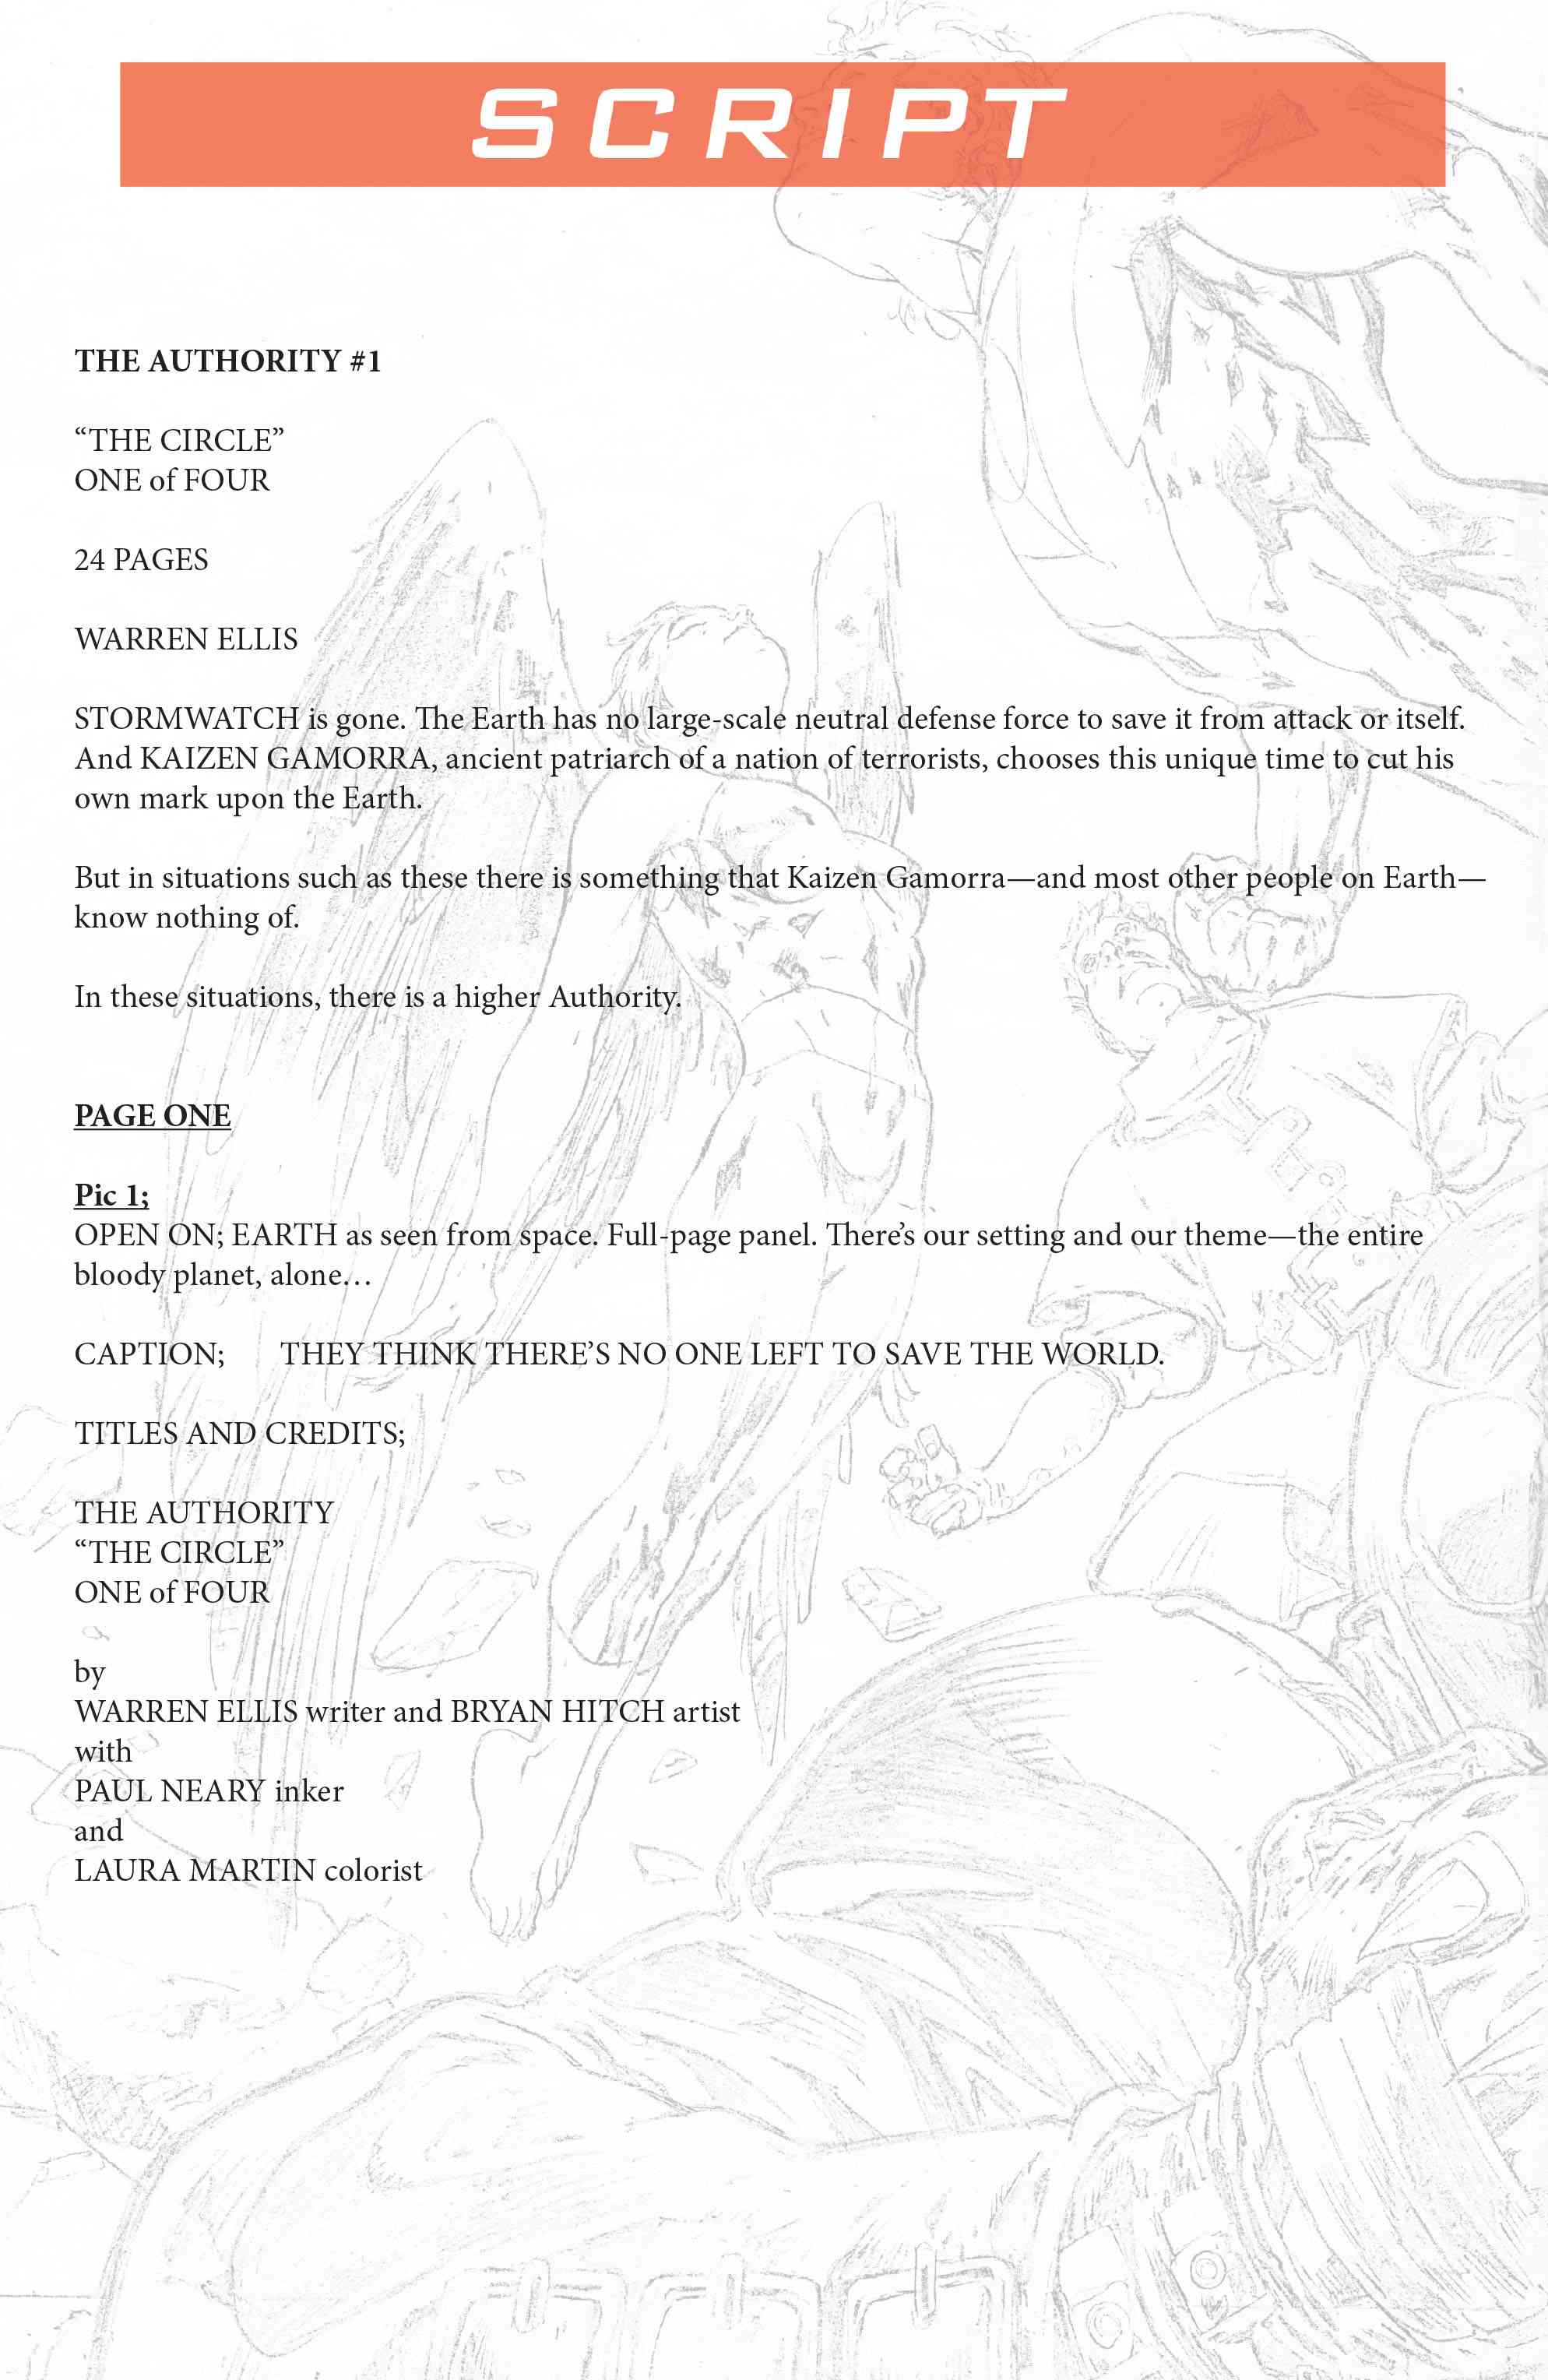 SCRIPT
THE AUTHORITY #1
“THE CIRCLE”
ONE of FOUR
24 PAGES
WARREN ELLIS
STORMWATCH is gone. The Earth has no large-scale neutral defense force to save it from attack or itself.
And KAIZEN GAMORRA, ancient patriarch of a nation of terrorists, chooses this unique time to cut his
own mark upon the Earth.
But in situations such as these there is something that Kaizen Gamorra—and most other people on Earth—
know nothing of.
In these situations, there is a higher Authority.
PAGE ONE
Pic 1;
OPEN ON; EARTH as seen from space. Full-page panel. There’s our setting and our theme—the entire
bloody planet, alone…
CAPTION; THEY THINK THERE’S NO ONE LEFT TO SAVE THE WORLD.
TITLES AND CREDITS;
THE AUTHORITY
“THE CIRCLE”
ONE of FOUR
by
WARREN ELLIS writer and BRYAN HITCH artist
with
PAUL NEARY inker
and
LAURA MARTIN colorist